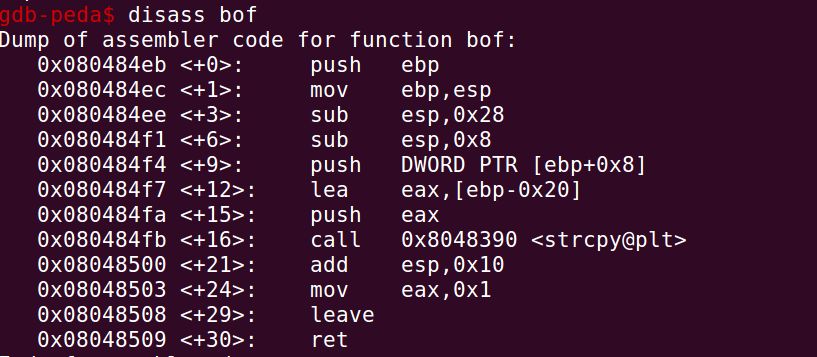 gdb-peda$ disass bof
Dump of assembler code for function bof:
   0x080484eb <+0>:     push   ebp
   0x080484ec <+1>:     mov    ebp,esp
   0x080484ee <+3>:     sub    esp,0x28
   0x080484f1 <+6>:     sub    esp,0x8
   0x080484f4 <+9>:     push   DWORD PTR [ebp+0x8]
   0x080484f7 <+12>:    lea    eax,[ebp-0x20]
   0x080484fa <+15>:    push   eax
   0x080484fb <+16>:    call   0x8048390 <strcpy@plt>
   0x08048500 <+21>:    add    esp,0x10
   0x08048503 <+24>:    mov    eax,0x1
   0x08048508 <+29>:    leave
   0x08048509 <+30>:    ret